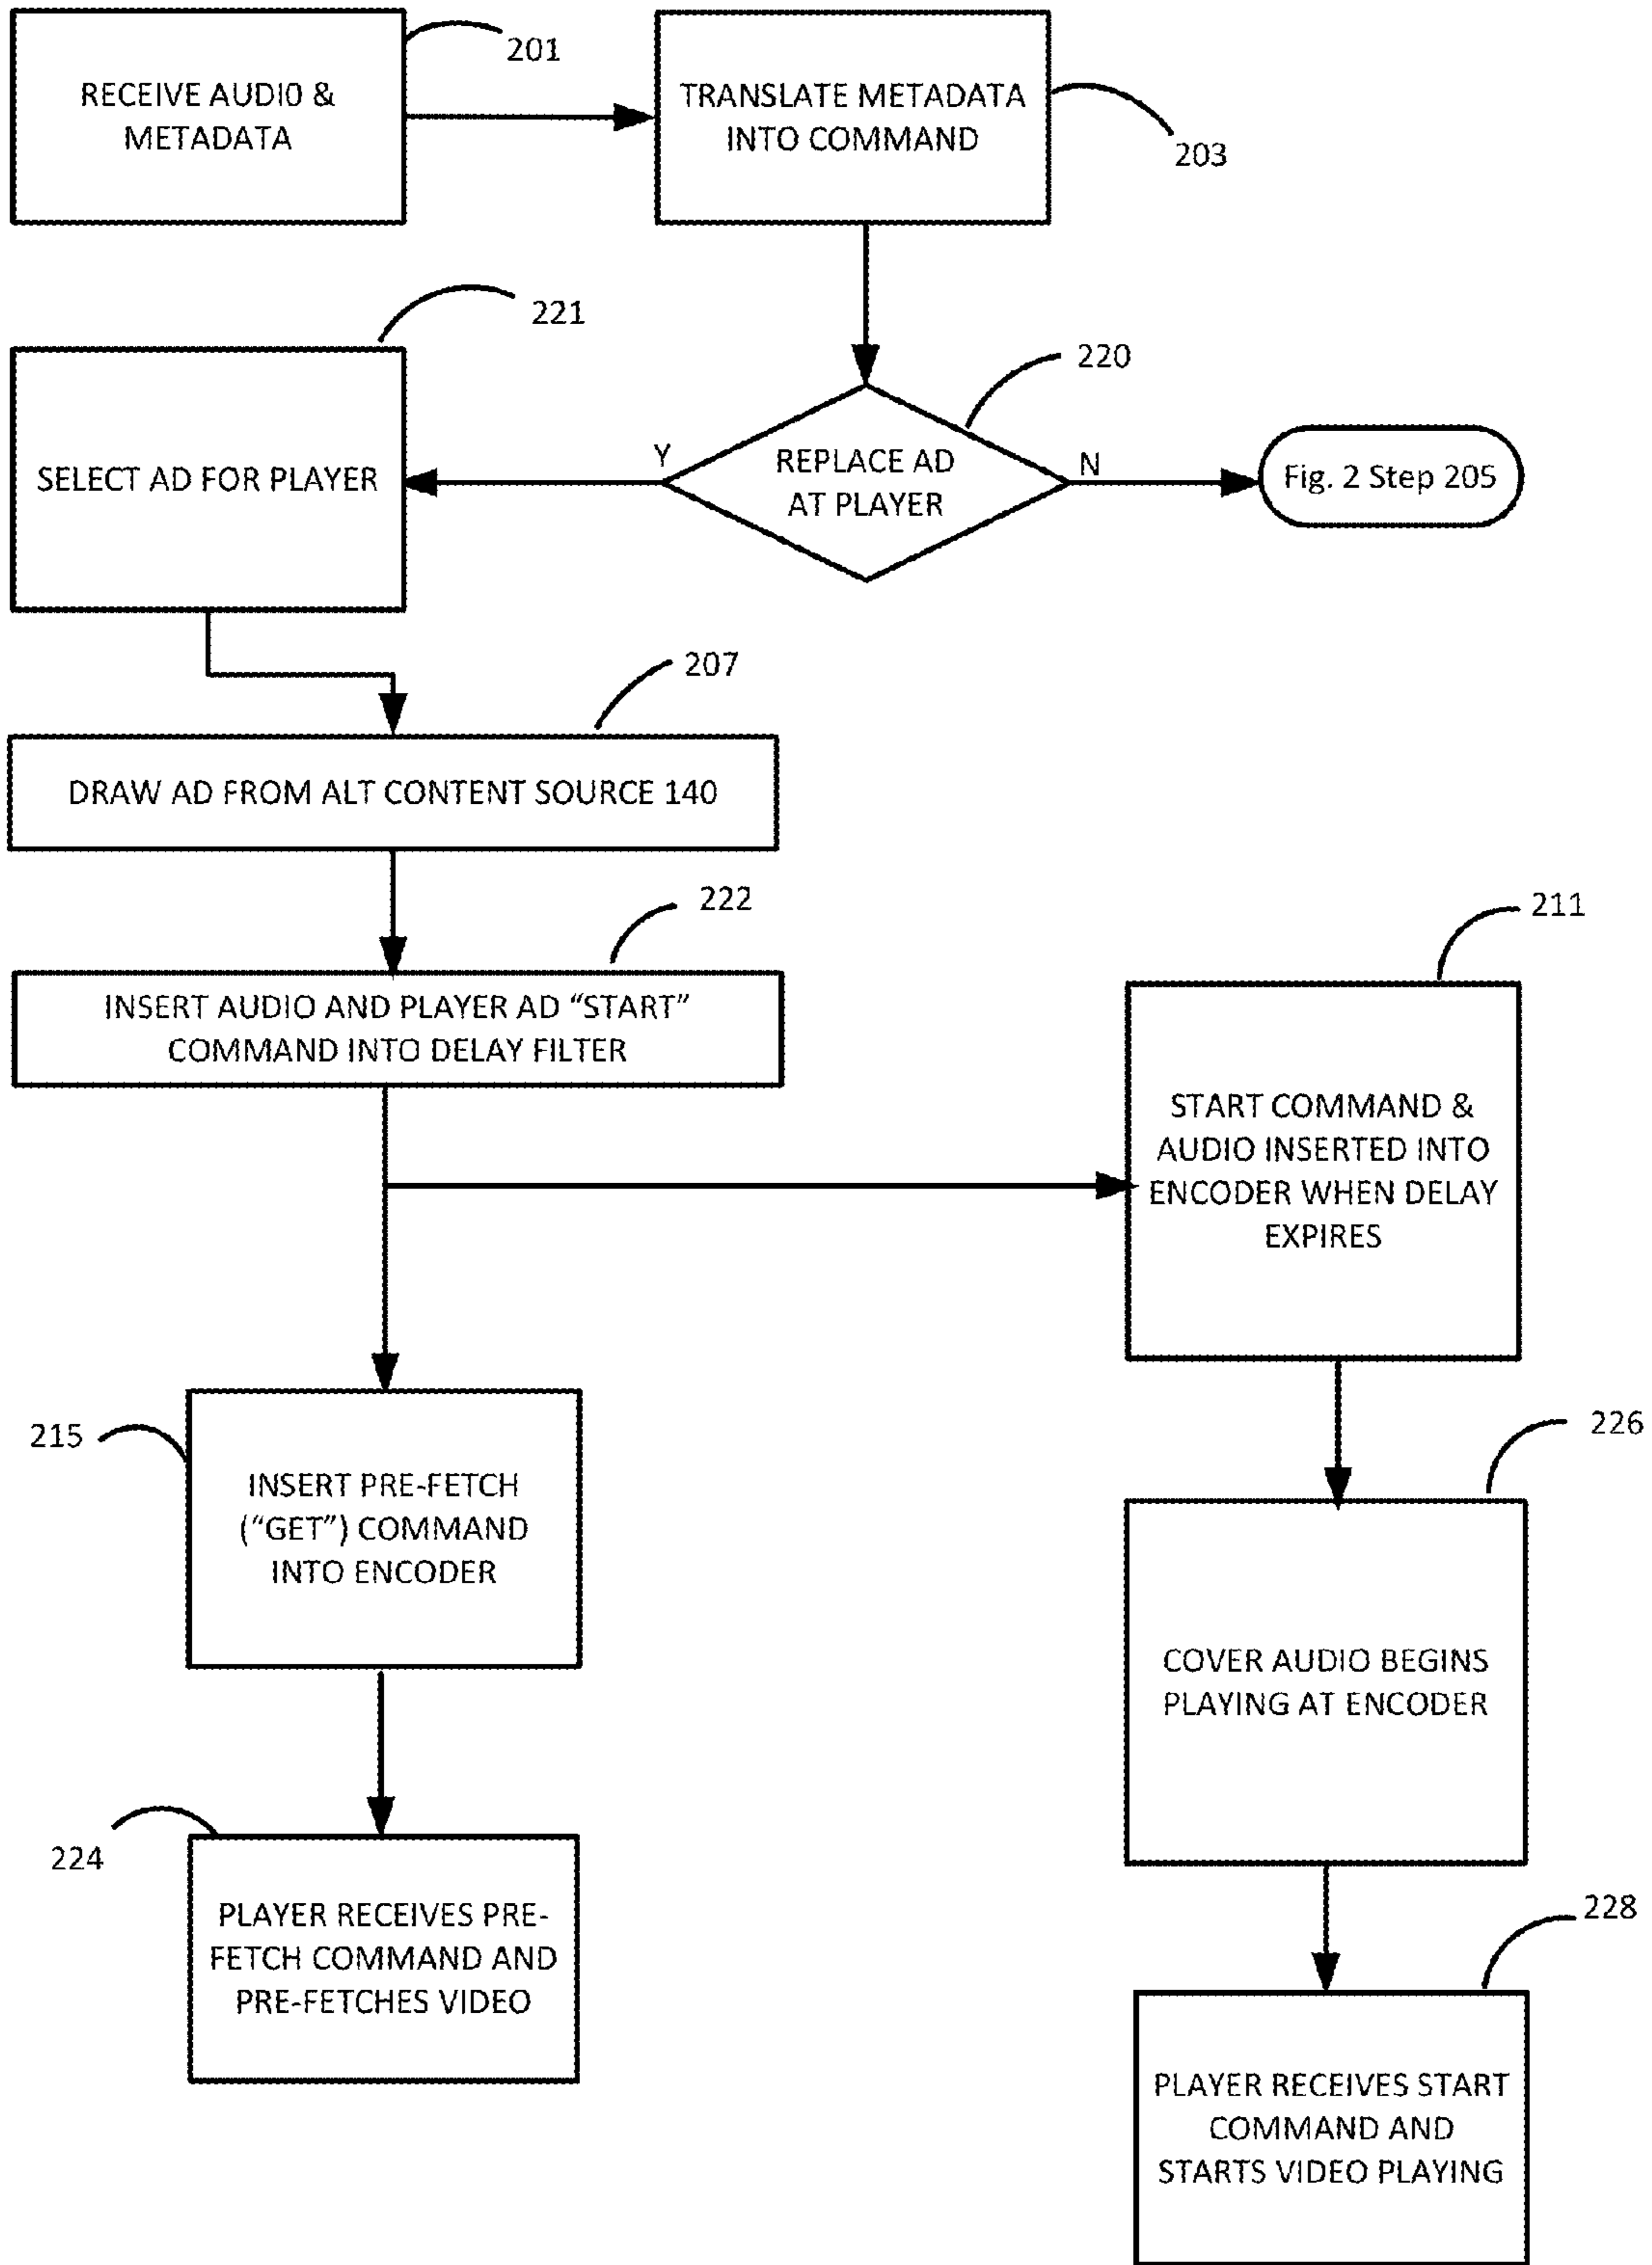 RECEIVE AUDIO &
METADATA
201
TRANSLATE METADATA
INTO COMMAND
203
221
SELECT AD FOR PLAYER
220
Y
REPLACE AD
AT PLAYER
N
Fig. 2 Step 205
207
DRAW AD FROM ALT CONTENT SOURCE 140
222
INSERT AUDIO AND PLAYER AD “START”
COMMAND INTO DELAY FILTER
211
START COMMAND &
AUDIO INSERTED INTO
ENCODER WHEN DELAY
EXPIRES
215
INSERT PRE-FETCH
(“GET”) COMMAND
INTO ENCODER
226
COVER AUDIO BEGINS
PLAYING AT ENCODER
224
PLAYER RECEIVES PRE-
FETCH COMMAND AND
PRE-FETCHES VIDEO
228
PLAYER RECEIVES START
COMMAND AND
STARTS VIDEO PLAYING